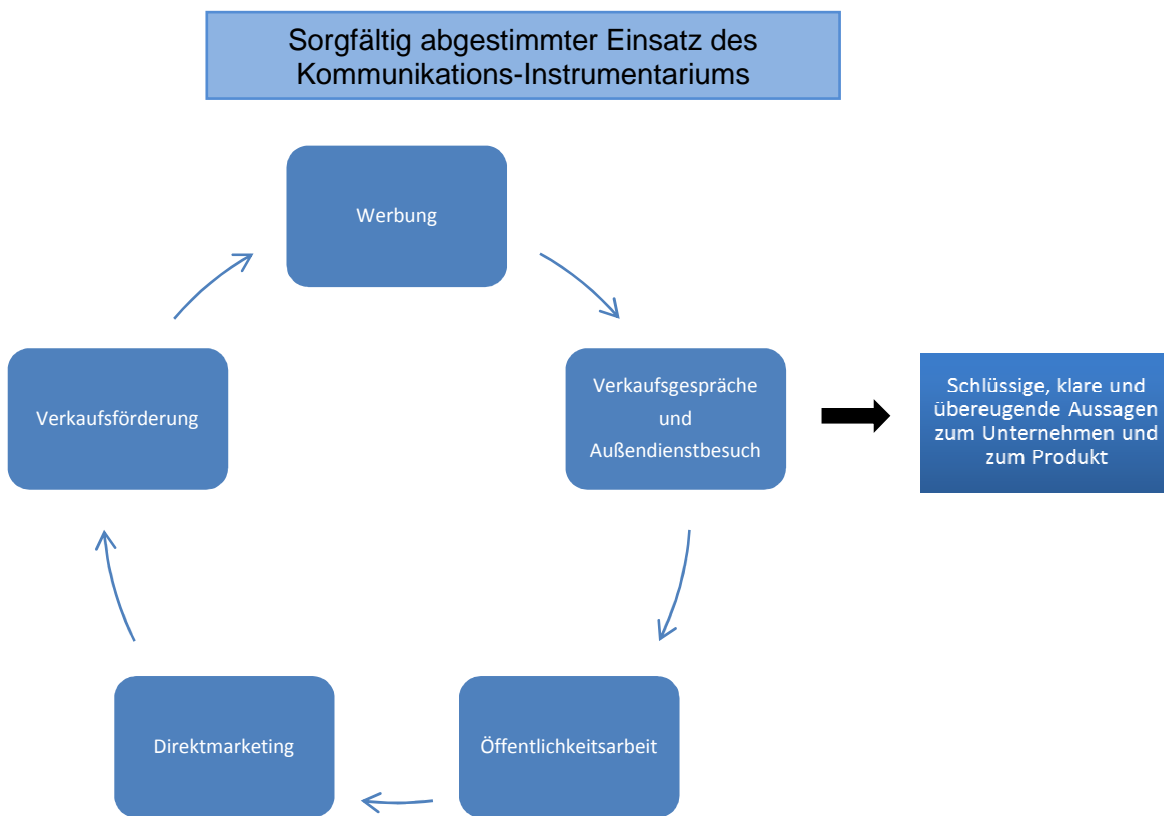 Sorgfältig abgestimmter Einsatz des
Kommunikations-Instrumentariums
Werbung
Verkaufsgespräche
und
Außendienstbesuch
Schlüssige, klare und
übereugende Aussagen
zum Unternehmen und
zum Produkt
Verkaufsförderung
Direktmarketing
Öffentlichkeitsarbeit